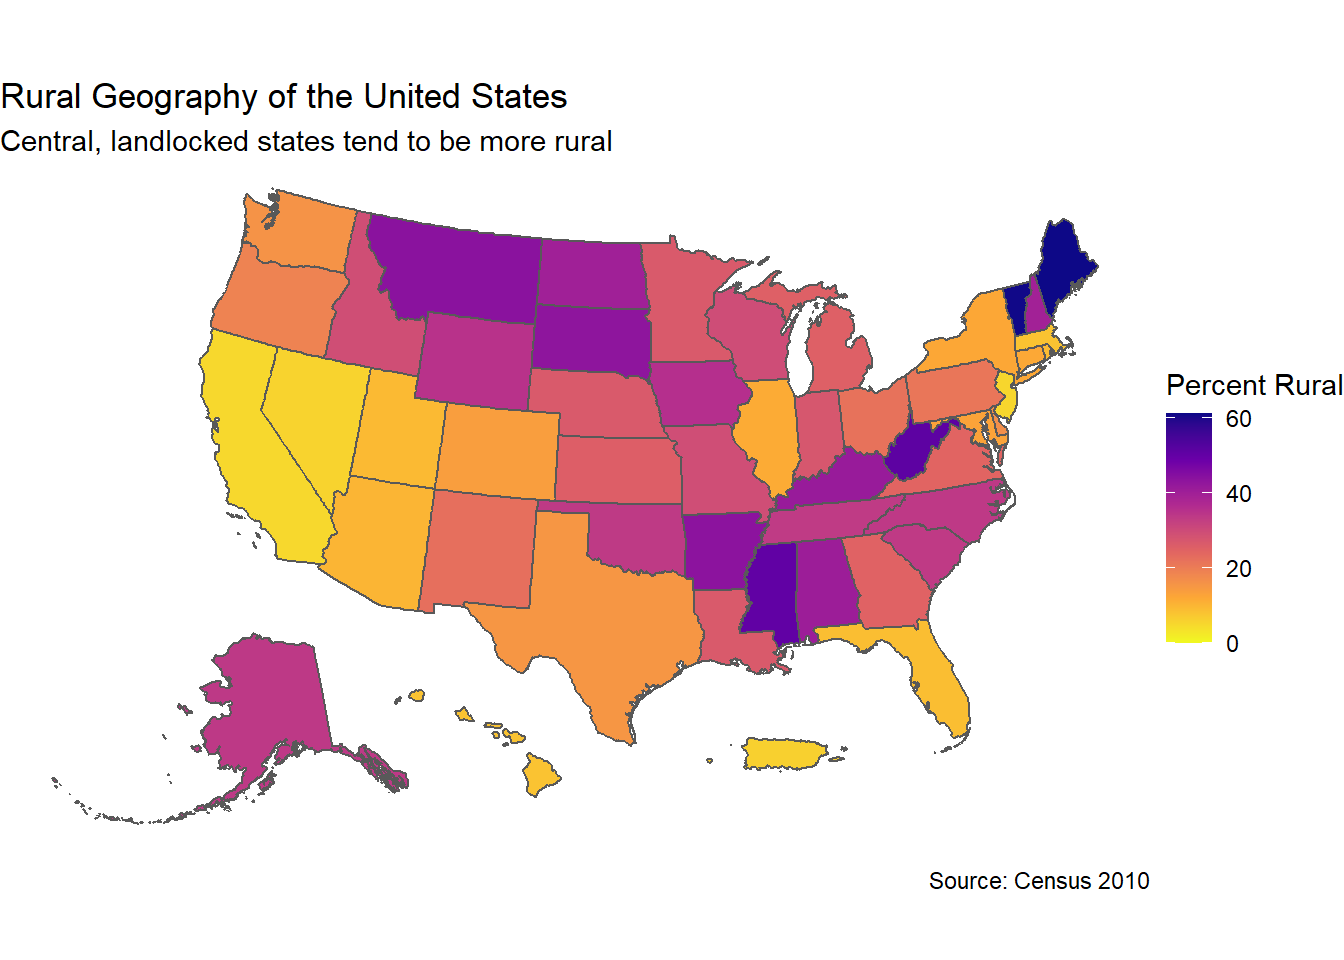 Rural Geography of the United States
Central, landlocked states tend to be more rural
Percent Rural
60
40
20
0
Source: Census 2010